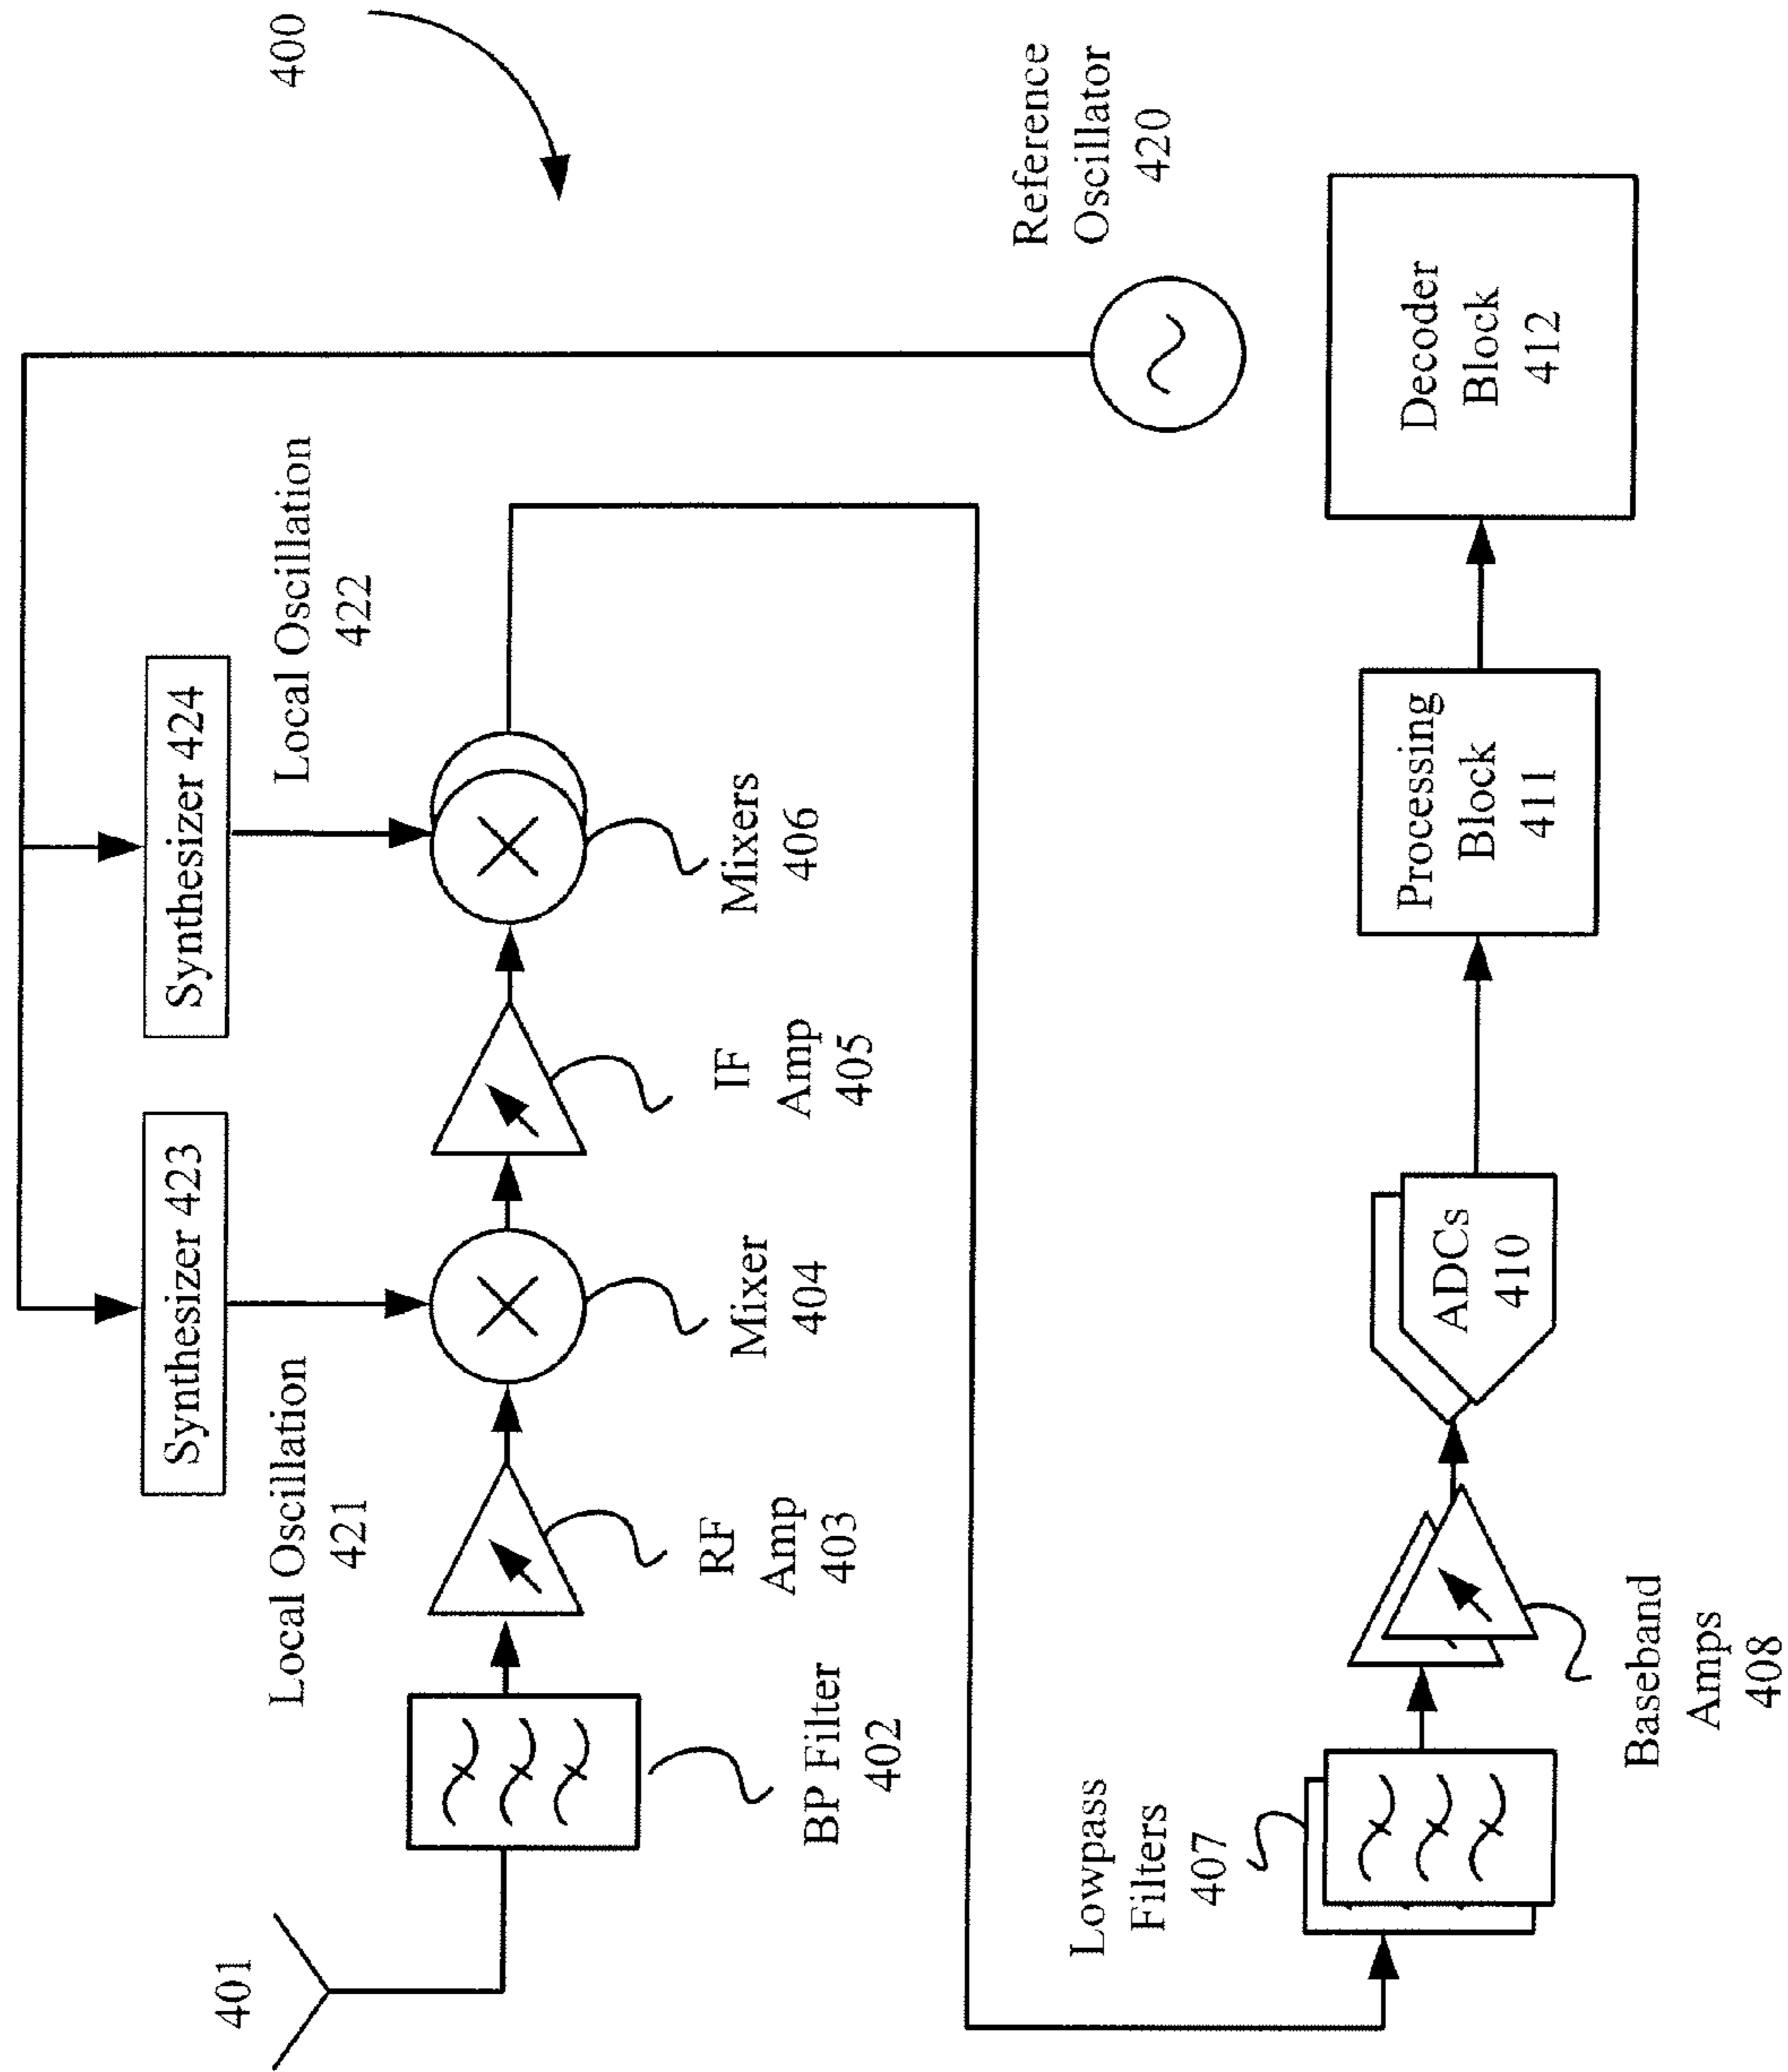 400
Synthesizer 423
Synthesizer 424
Local Oscillation
421
Local Oscillation
422
401
BP Filter
402
RF
Amp
403
Mixer
404
IF
Amp
405
Mixers
406
Reference
Oscillator
420
Lowpass
Filters
407
Baseband
Amps
408
ADCs
410
Processing
Block
411
Decoder
Block
412